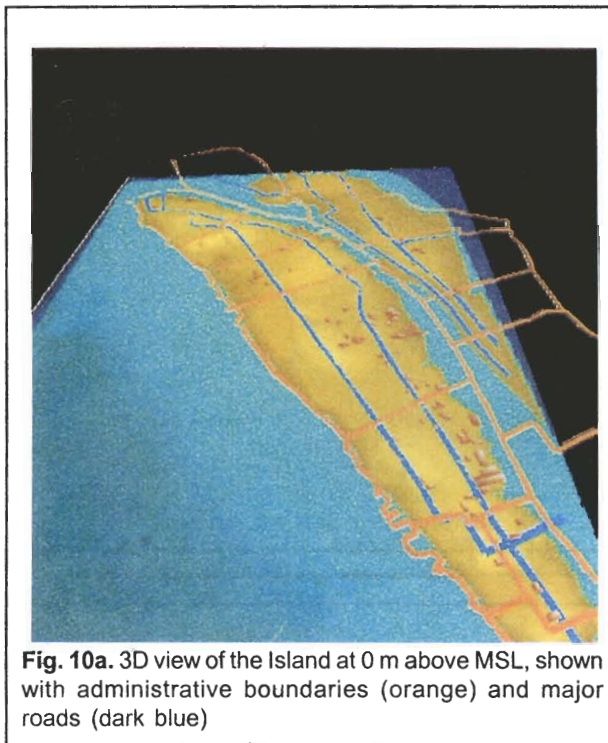 Fig. 10a. 3D view of the Island at 0 m above MSL, shown
with administrative boundaries (orange) and major
roads (dark blue)